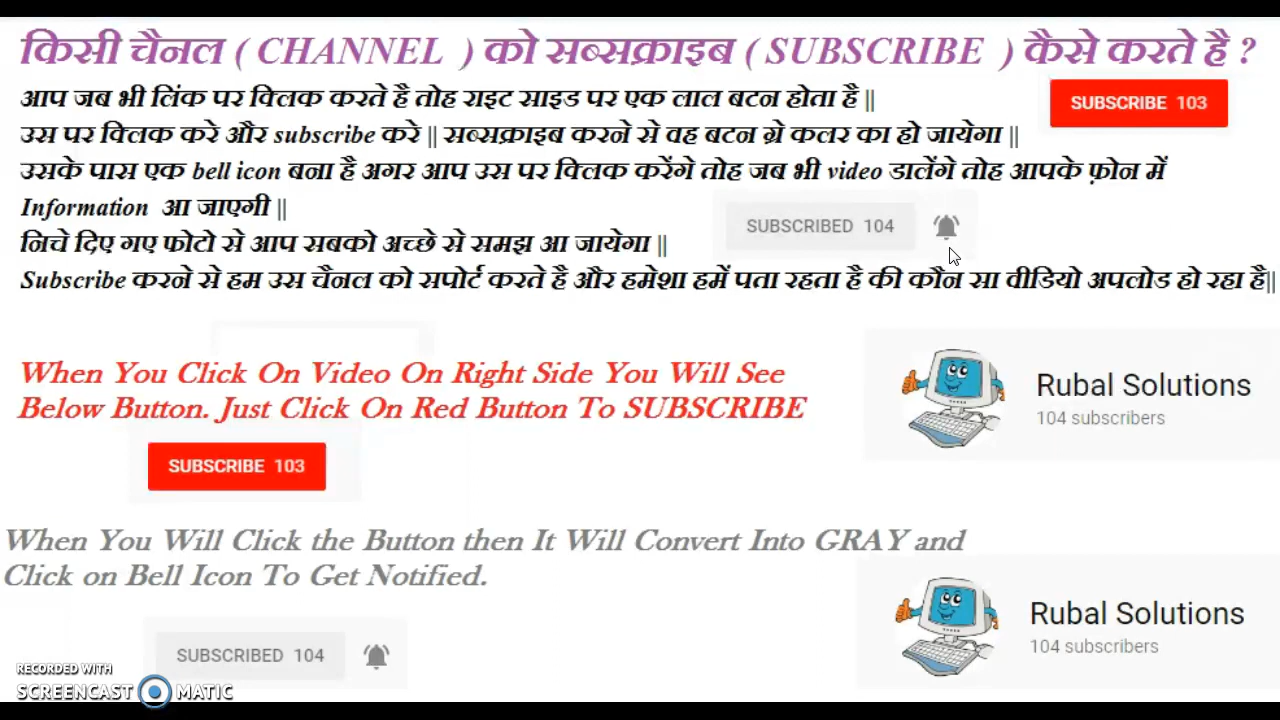 किसी चैनल ( CHANNEL ) को सब्सक्राइब ( SUBSCRIBE ) कैसे करते है ?
आप जब भी लिंक पर क्लिक करते है तोह राइट साइड पर एक लाल बटन होता है ||
SUBSCRIBE 103
उस पर क्लिक करे और subscribe करे || सब्सक्राइब करने से वह बटन ग्रे कलर का हो जायेगा ||
उसके पास एक bell icon बना है अगर आप उस पर क्लिक करेंगे तोह जब भी video डालेंगे तोह आपके फ़ोन में
Information आ जाएगी ||
SUBSCRIBED 104
निचे दिए गए फोटो से आप सबको अच्छे से समझ आ जायेगा ||
Subscribe करने से हम उस चैनल को सपोर्ट करते है और हमेशा हमें पता रहता है की कौन सा वीडियो अपलोड हो रहा है||
When You Click On Video On Right Side You Will See
Below Button. Just Click On Red Button To SUBSCRIBE
Rubal Solutions
104 subscribers
SUBSCRIBE 103
When You Will Click the Button then It Will Convert Into GRAY and
Click on Bell Icon To Get Notified.
Rubal Solutions
104 subscribers
SUBSCRIBED 104
RECORDED WITH
SCREENCAST MATIC